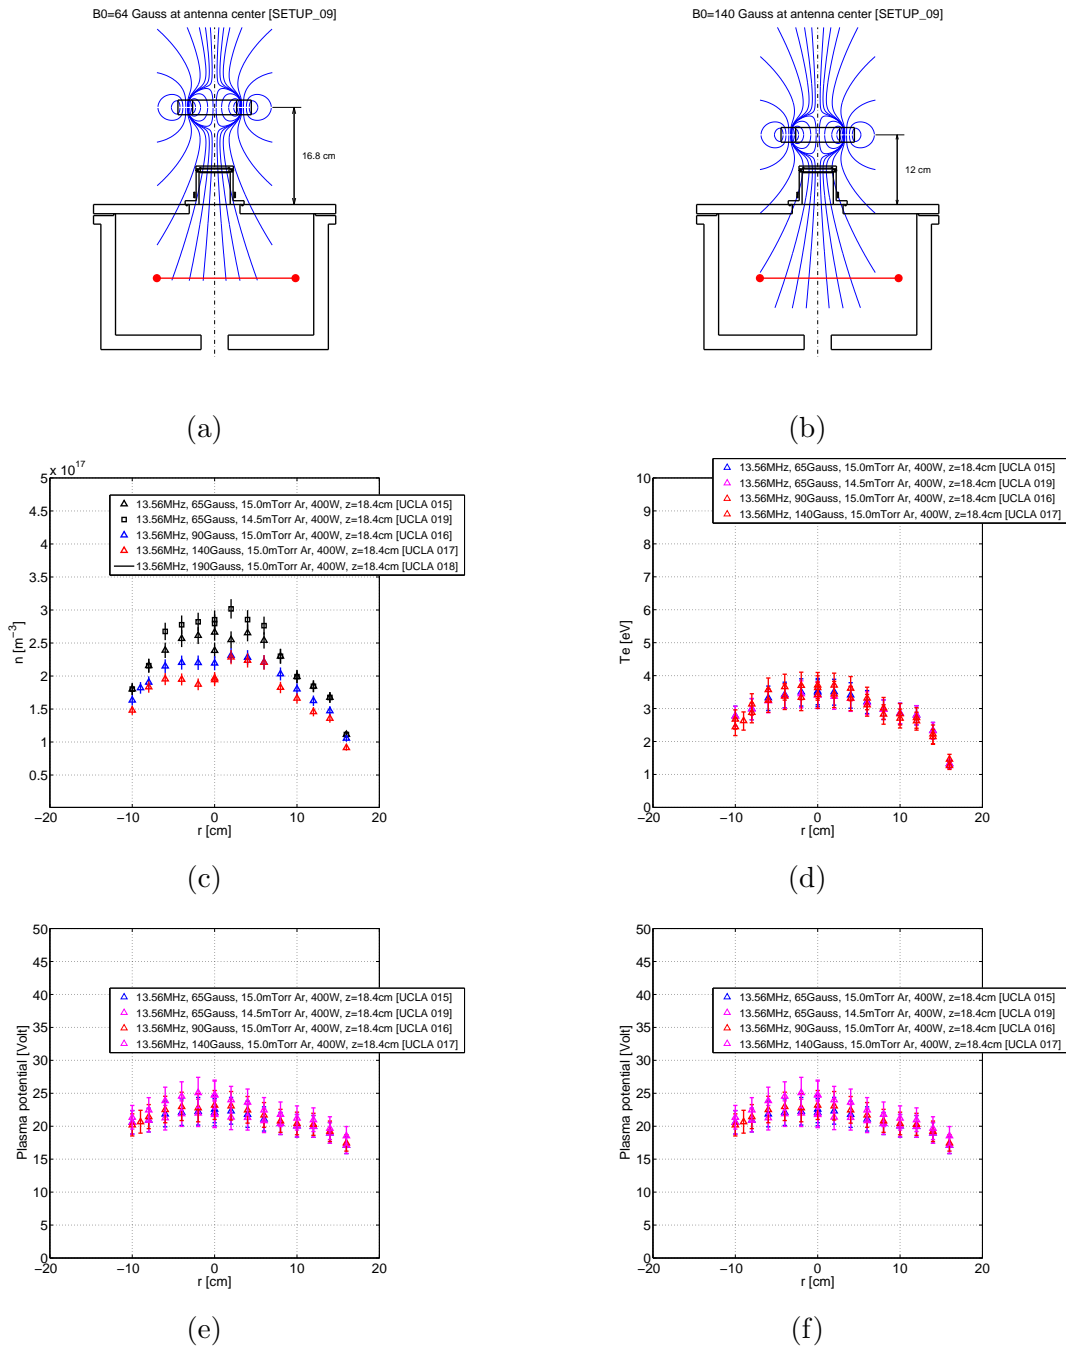 B0=64 Gauss at antenna center [SETUP_09]
B0=140 Gauss at antenna center [SETUP_09]
16.8 cm
12 cm
(a)
(b)
5 x 10^17
13.56MHz, 65Gauss, 15.0mTorr Ar, 400W, z=18.4cm [UCLA 015]
13.56MHz, 65Gauss, 14.5mTorr Ar, 400W, z=18.4cm [UCLA 019]
13.56MHz, 90Gauss, 15.0mTorr Ar, 400W, z=18.4cm [UCLA 016]
13.56MHz, 140Gauss, 15.0mTorr Ar, 400W, z=18.4cm [UCLA 017]
13.56MHz, 190Gauss, 15.0mTorr Ar, 400W, z=18.4cm [UCLA 018]
3.5
3
2.5
2
1.5
1
0.5
n [m^−3]
−20 −10 0 10 20
r [cm]
13.56MHz, 65Gauss, 15.0mTorr Ar, 400W, z=18.4cm [UCLA 015]
13.56MHz, 65Gauss, 14.5mTorr Ar, 400W, z=18.4cm [UCLA 019]
13.56MHz, 90Gauss, 15.0mTorr Ar, 400W, z=18.4cm [UCLA 016]
13.56MHz, 140Gauss, 15.0mTorr Ar, 400W, z=18.4cm [UCLA 017]
10
9
8
7
6
5
4
3
2
1
0
Te [eV]
−20 −10 0 10 20
r [cm]
(c)
(d)
50
45
40
35
30
25
20
15
10
5
0
Plasma potential [Volt]
13.56MHz, 65Gauss, 15.0mTorr Ar, 400W, z=18.4cm [UCLA 015]
13.56MHz, 65Gauss, 14.5mTorr Ar, 400W, z=18.4cm [UCLA 019]
13.56MHz, 90Gauss, 15.0mTorr Ar, 400W, z=18.4cm [UCLA 016]
13.56MHz, 140Gauss, 15.0mTorr Ar, 400W, z=18.4cm [UCLA 017]
−20 −10 0 10 20
r [cm]
50
45
40
35
30
25
20
15
10
5
0
Plasma potential [Volt]
13.56MHz, 65Gauss, 15.0mTorr Ar, 400W, z=18.4cm [UCLA 015]
13.56MHz, 65Gauss, 14.5mTorr Ar, 400W, z=18.4cm [UCLA 019]
13.56MHz, 90Gauss, 15.0mTorr Ar, 400W, z=18.4cm [UCLA 016]
13.56MHz, 140Gauss, 15.0mTorr Ar, 400W, z=18.4cm [UCLA 017]
−20 −10 0 10 20
r [cm]
(e)
(f)